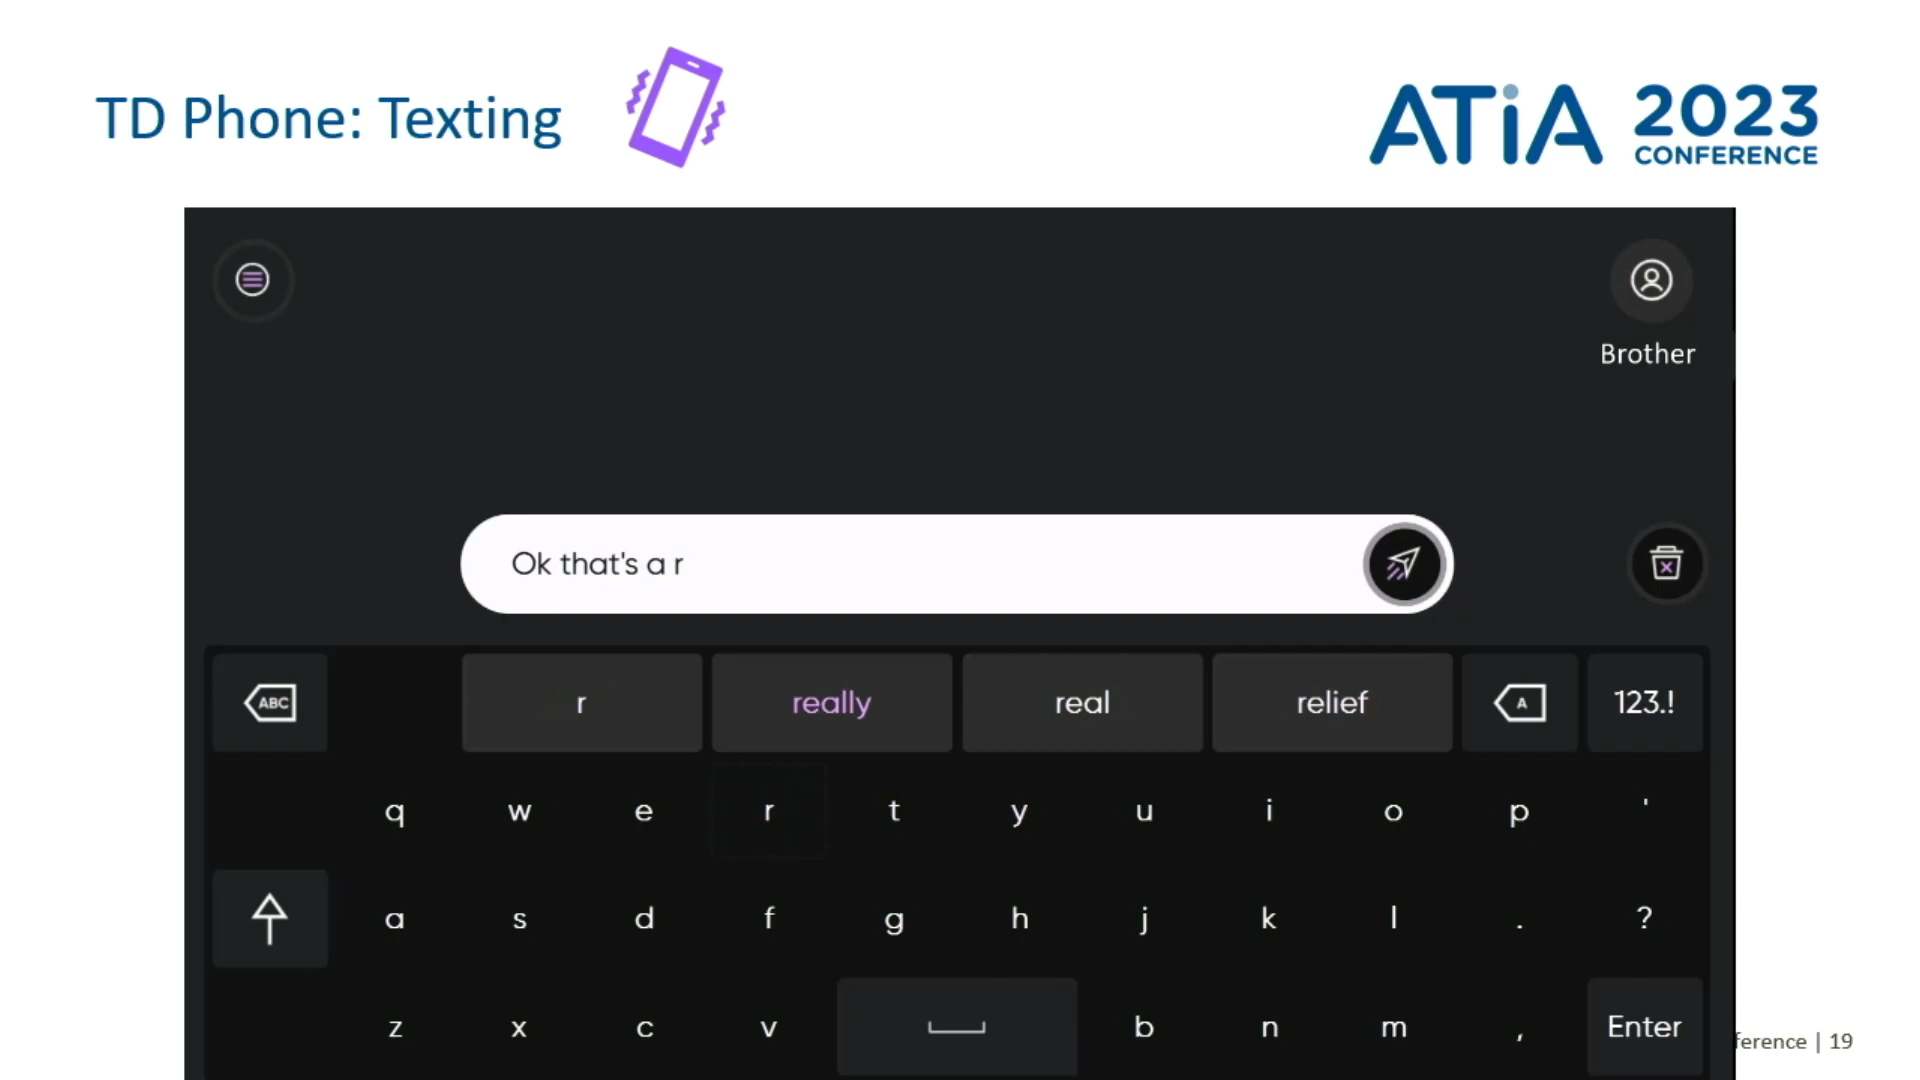 TD Phone: Texting
ATiA 2023
CONFERENCE
Brother
Ok that's a r
ABC r really real relief A 123.!
q w e r t y u i o p '
a s d f g h j k l . ?
z x c v b n m , Enter
ference | 19